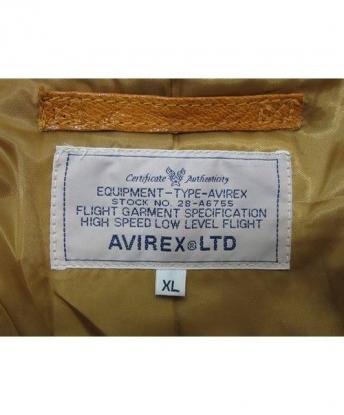 Certificate Authenticity
EQUIPMENT-TYPE-AVIREX
STOCK NO. 28-A6755
FLIGHT GARMENT SPECIFICATION
HIGH SPEED LOW LEVEL FLIGHT
AVIREX®LTD
XL